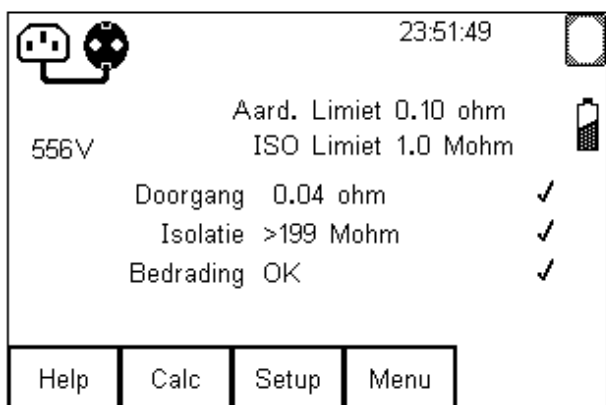 23:51:49
Aard. Limiet 0.10 ohm
556V
ISO Limiet 1.0 Mohm
Doorgang 0.04 ohm
Isolatie >199 Mohm
Bedrading OK
Help Calc Setup Menu